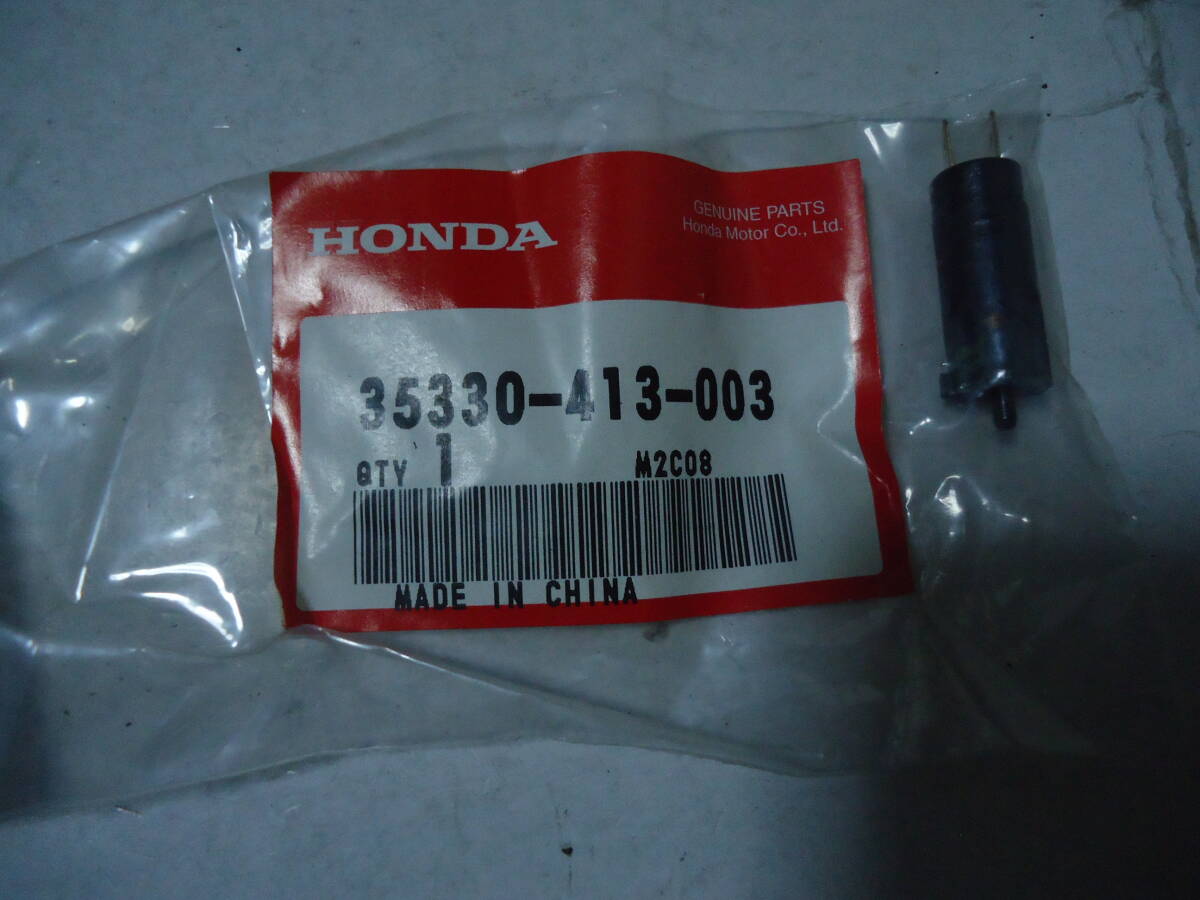 GENUINE PARTS
HONDA
Honda Motor Co., Ltd.
35330-413-003
QTY 1 M2C08
MADE IN CHINA